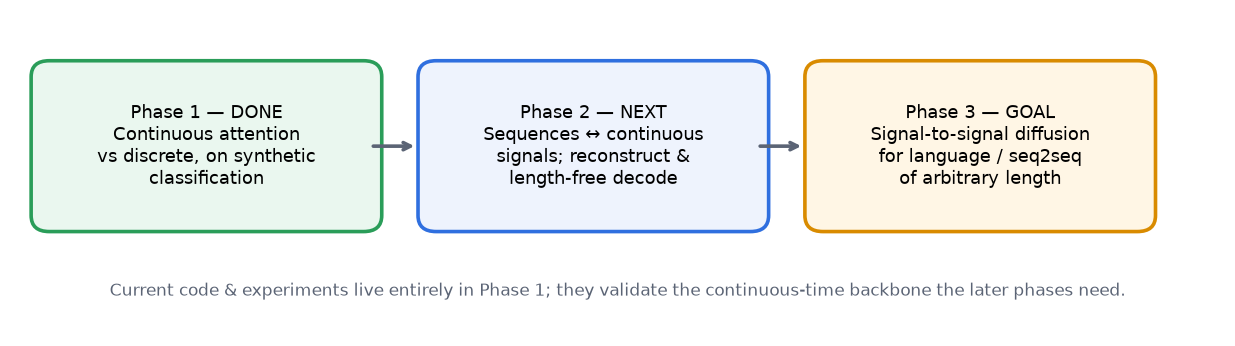 Phase 1 — DONE
Continuous attention
vs discrete, on synthetic
classification
Phase 2 — NEXT
Sequences ↔ continuous
signals; reconstruct &
length-free decode
Phase 3 — GOAL
Signal-to-signal diffusion
for language / seq2seq
of arbitrary length
Current code & experiments live entirely in Phase 1; they validate the continuous-time backbone the later phases need.